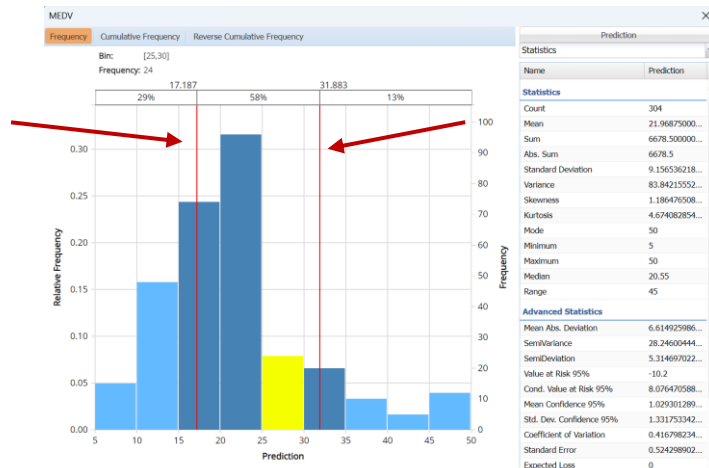 MEDV
Frequency Cumulative Frequency Reverse Cumulative Frequency
Bin: [25,30]
Frequency: 24
17.187 31.883
29% 58% 13%
100
0.30 90
0.25 80
70
0.20 60
0.15 50
40
0.10 30
20
0.05 10
0.00 0
Relative Frequency
Frequency
5 10 15 20 25 30 35 40 45 50
Prediction
Prediction
Statistics
Name Prediction
Statistics
Count 304
Mean 21.96875000...
Sum 6678.500000...
Abs. Sum 6678.5
Standard Deviation 9.156536218...
Variance 83.84215552...
Skewness 1.186476508...
Kurtosis 4.674082854...
Mode 50
Minimum 5
Maximum 50
Median 20.55
Range 45
Advanced Statistics
Mean Abs. Deviation 6.614925986...
SemiVariance 28.24600444...
SemiDeviation 5.314697022...
Value at Risk 95% -10.2
Cond. Value at Risk 95% 8.076470588...
Mean Confidence 95% 1.029301289...
Std. Dev. Confidence 95% 1.331753342...
Coefficient of Variation 0.416798234...
Standard Error 0.524298902...
Expected Loss 0